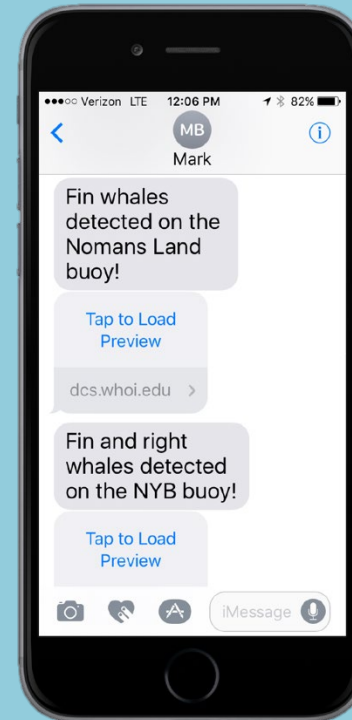 Verizon LTE 12:06 PM 82%
MB
Mark
Fin whales
detected on the
Nomans Land
buoy!
Tap to Load
Preview
dcs.whoi.edu >
Fin and right
whales detected
on the NYB buoy!
Tap to Load
Preview
iMessage